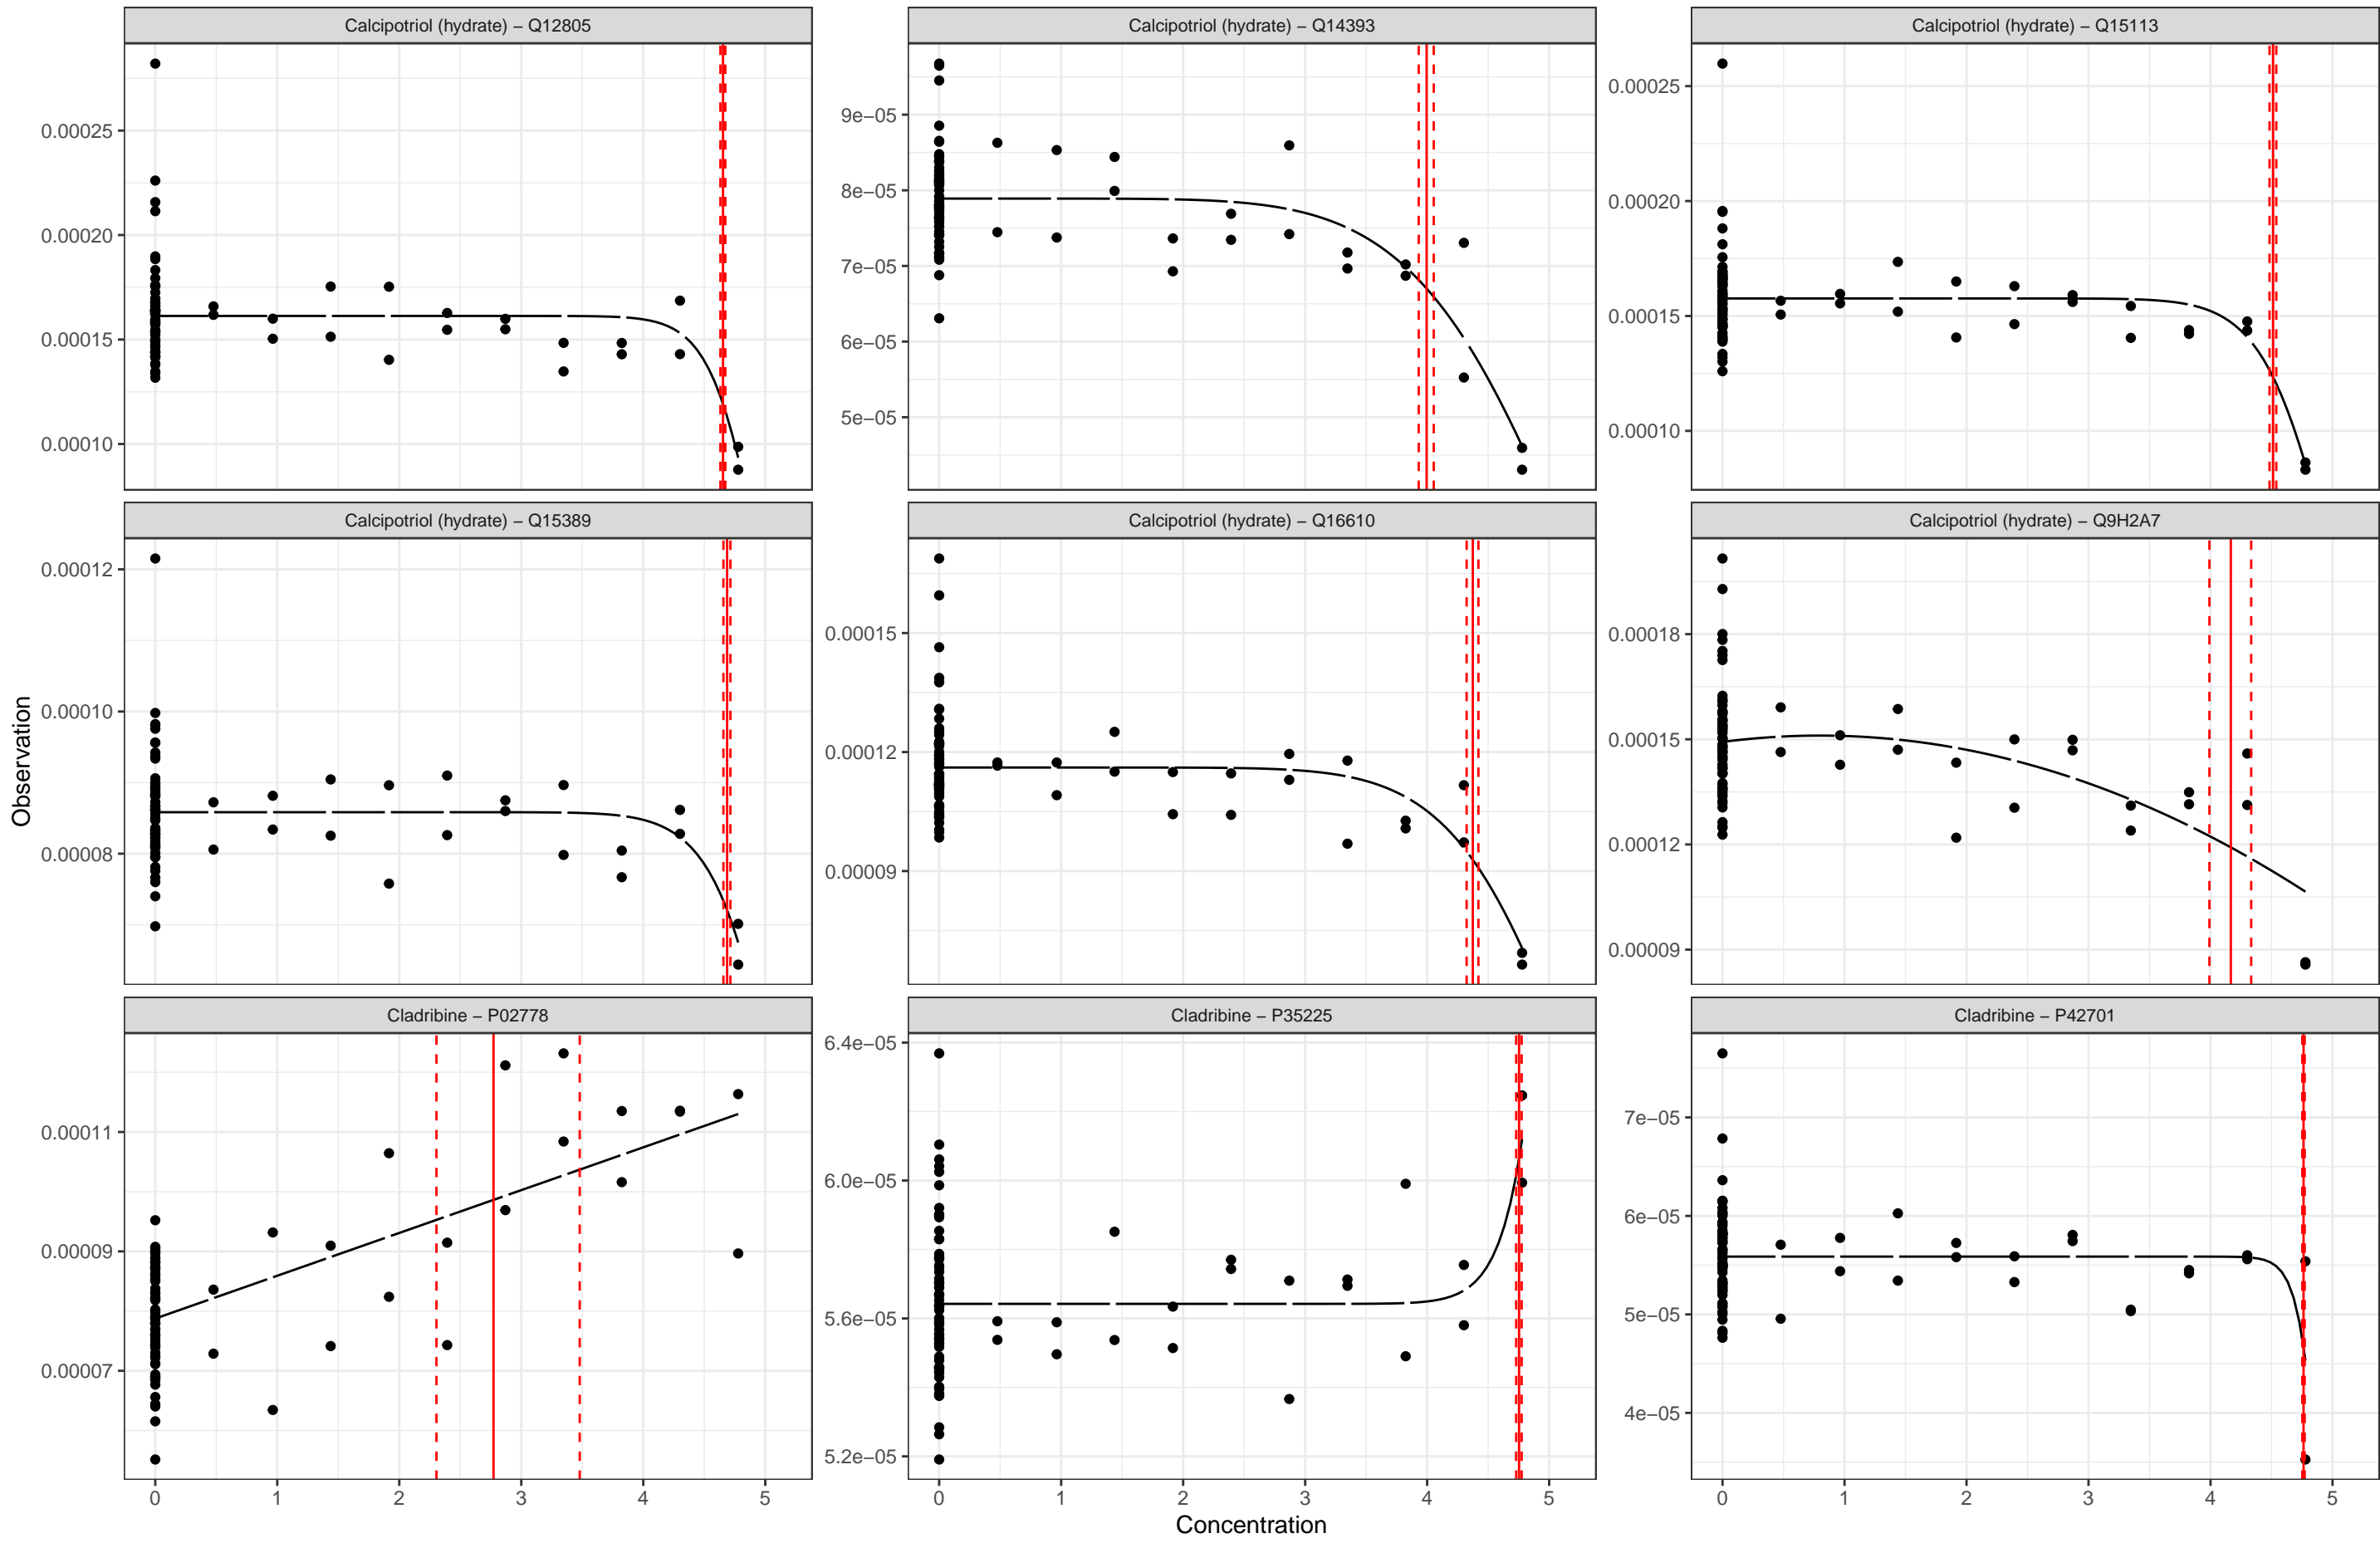 Calcipotriol (hydrate) – Q12805
Calcipotriol (hydrate) – Q14393
Calcipotriol (hydrate) – Q15113
0.00025
0.00020
0.00015
0.00010
9e−05
8e−05
7e−05
6e−05
5e−05
0.00025
0.00020
0.00015
0.00010
Calcipotriol (hydrate) – Q15389
Calcipotriol (hydrate) – Q16610
Calcipotriol (hydrate) – Q9H2A7
0.00012
0.00010
0.00008
0.00015
0.00012
0.00009
0.00018
0.00015
0.00012
0.00009
Observation
Cladribine – P02778
Cladribine – P35225
Cladribine – P42701
0.00011
0.00009
0.00007
6.4e−05
6.0e−05
5.6e−05
5.2e−05
7e−05
6e−05
5e−05
4e−05
0 1 2 3 4 5
0 1 2 3 4 5
0 1 2 3 4 5
Concentration